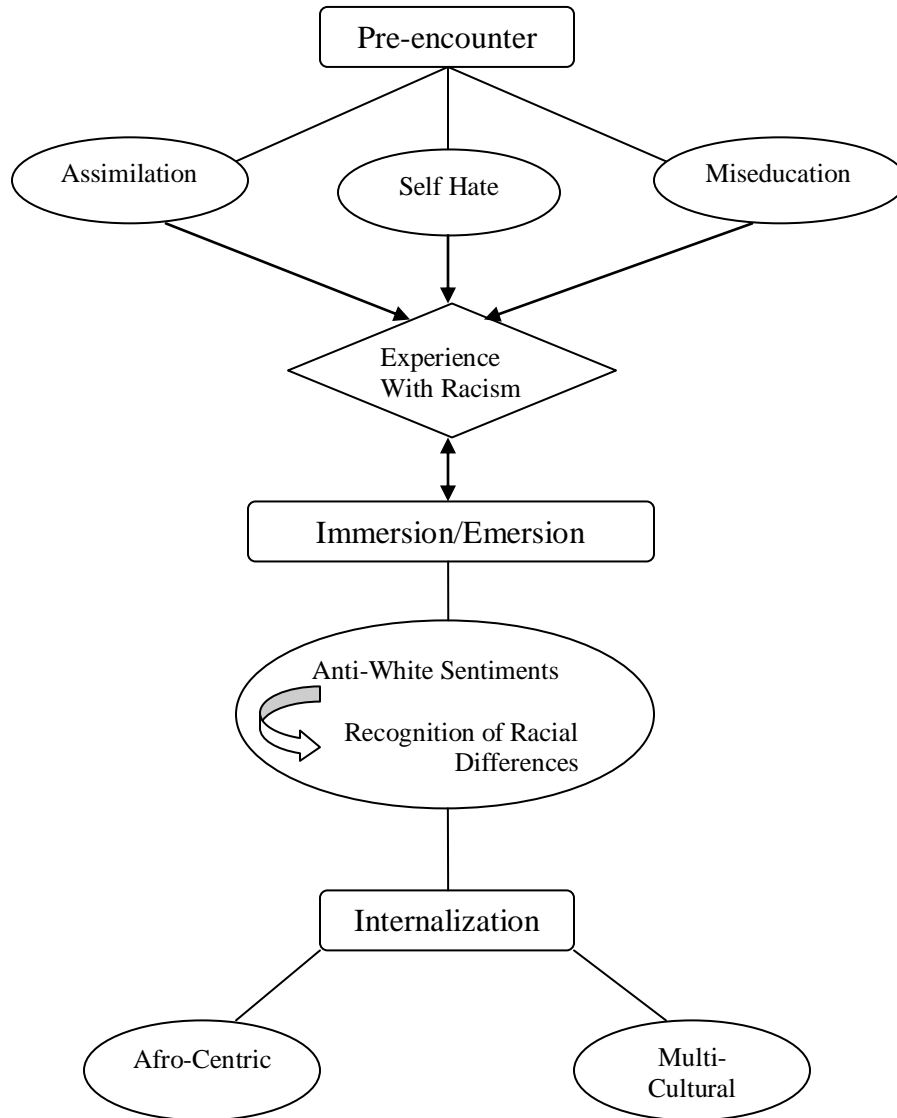 Pre-encounter
Assimilation
Self Hate
Miseducation
Experience
With Racism
Immersion/Emersion
Anti-White Sentiments
Recognition of Racial
Differences
Internalization
Afro-Centric
Multi-
Cultural